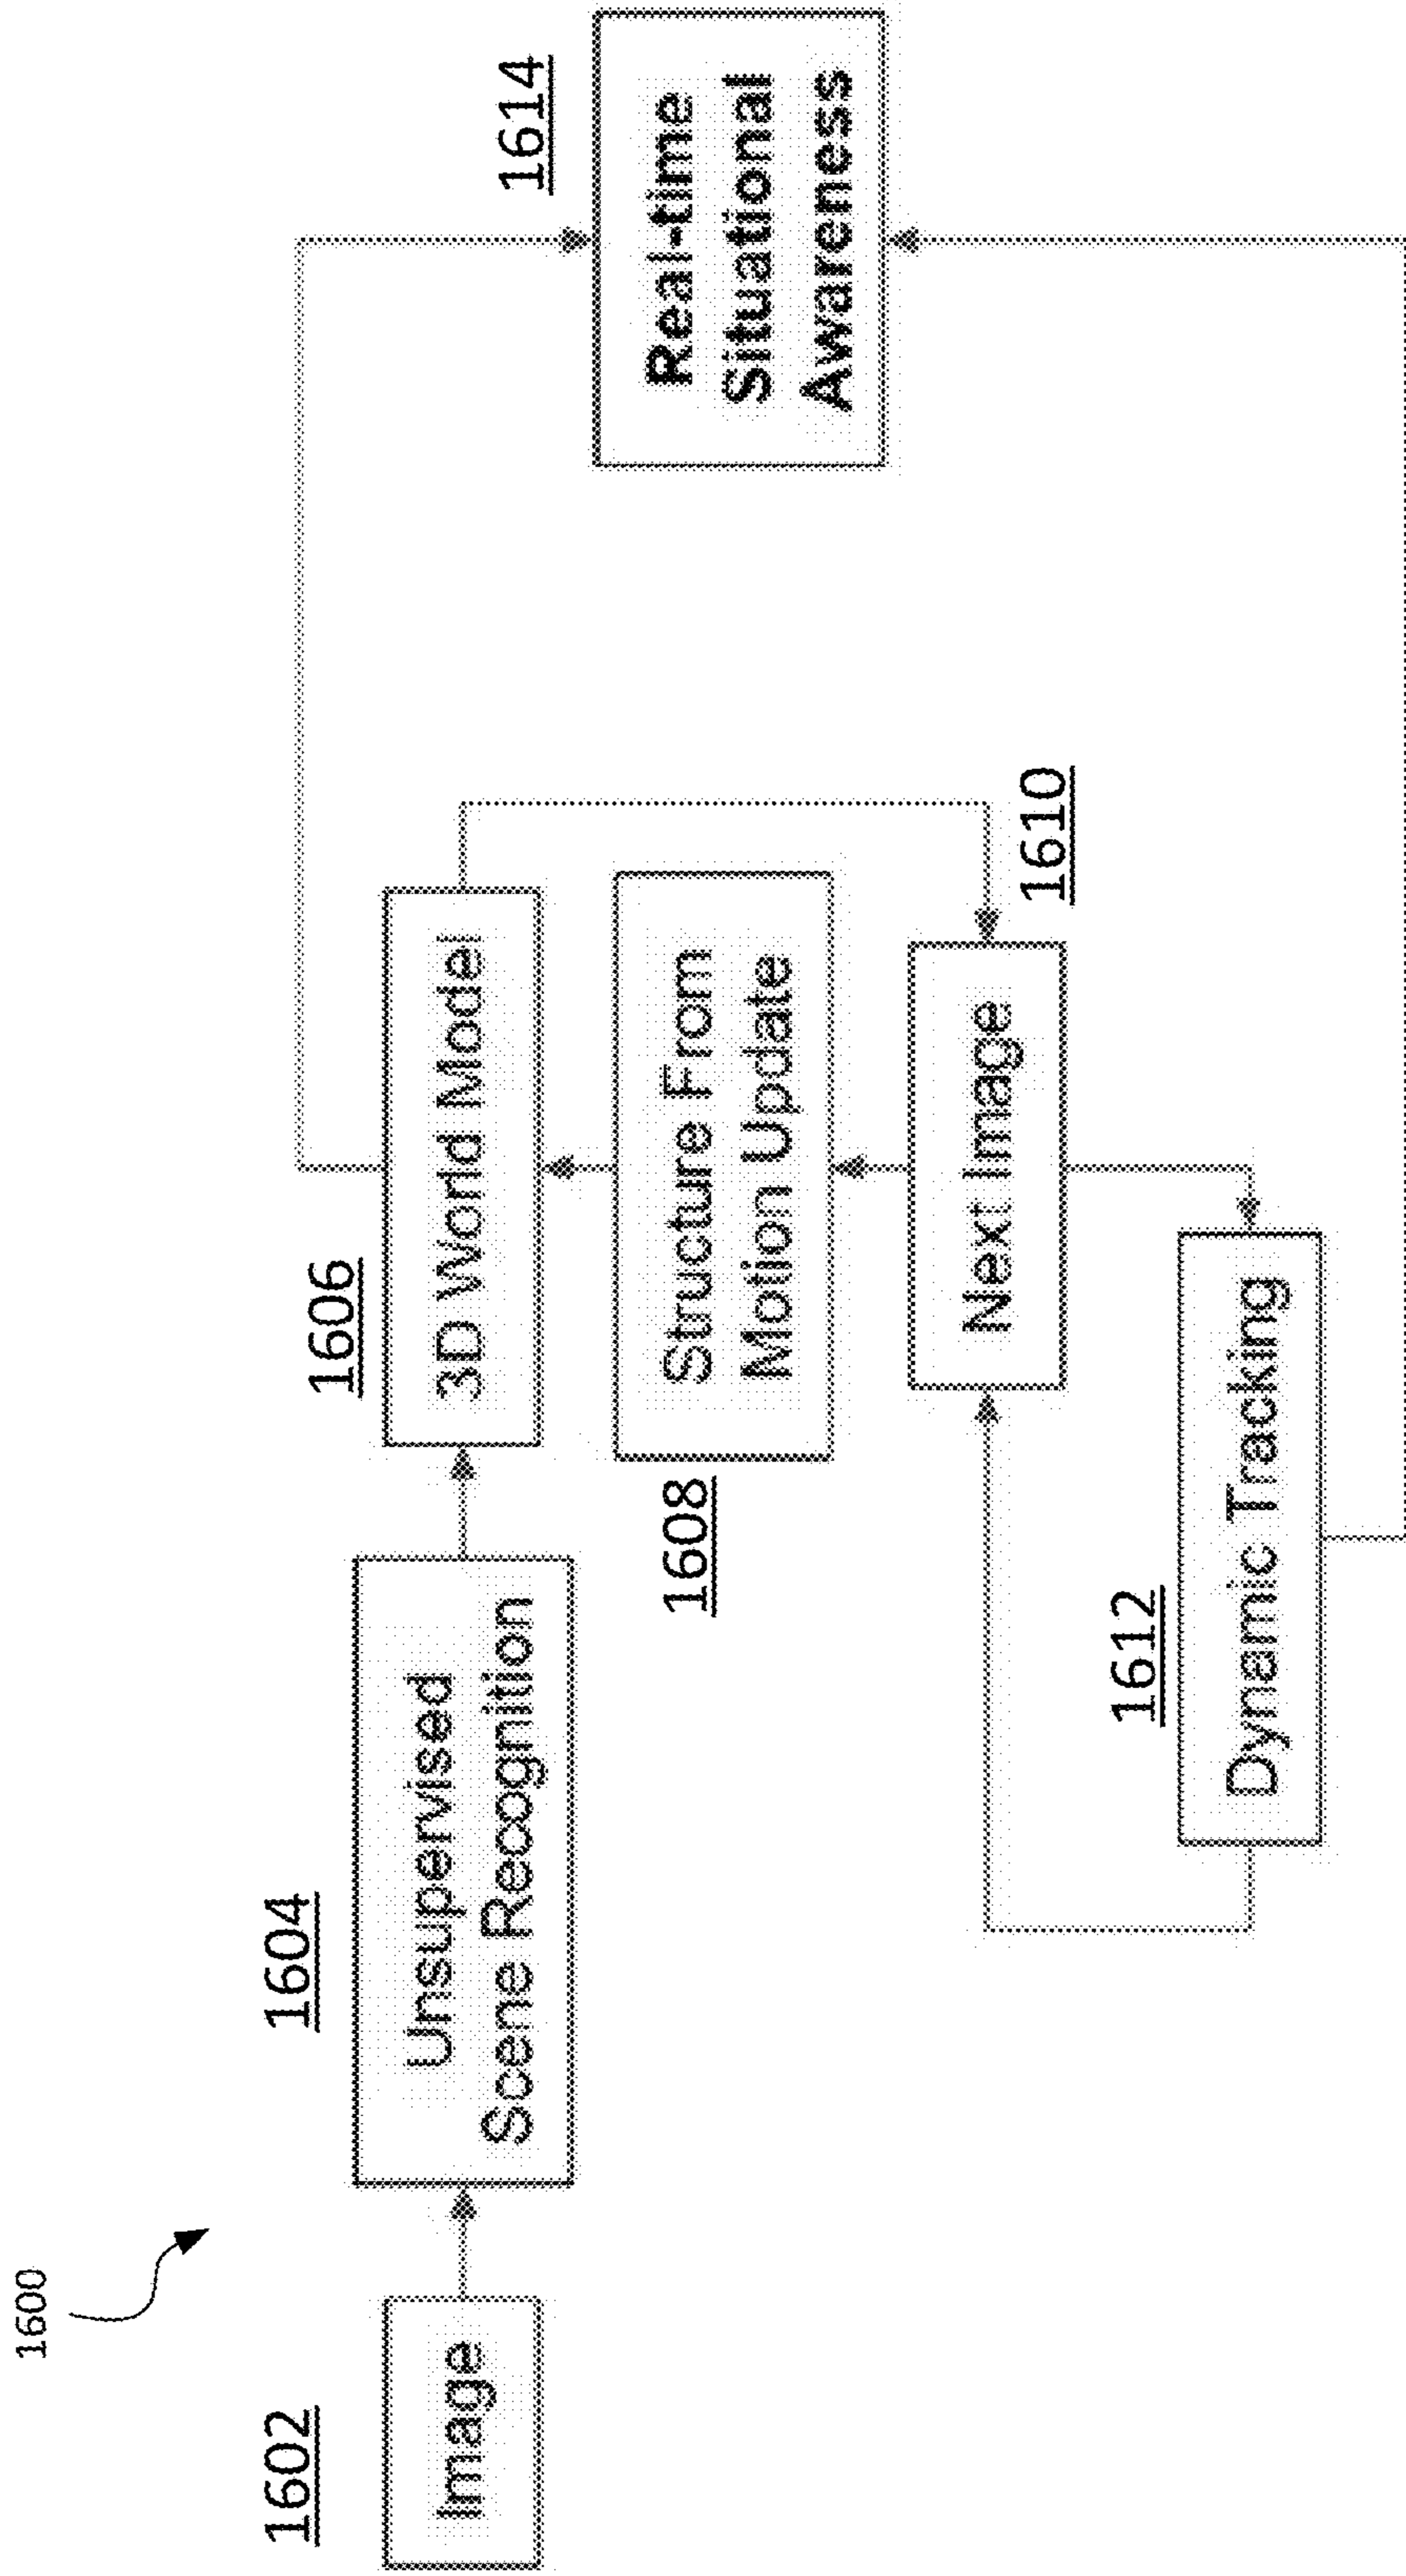 1600
1602
Image
1604
Unsupervised
Scene Recognition
1606
3D World Model
1608
Structure From
Motion Update
Next Image
1610
1612
Dynamic Tracking
1614
Real-time
Situational
Awareness